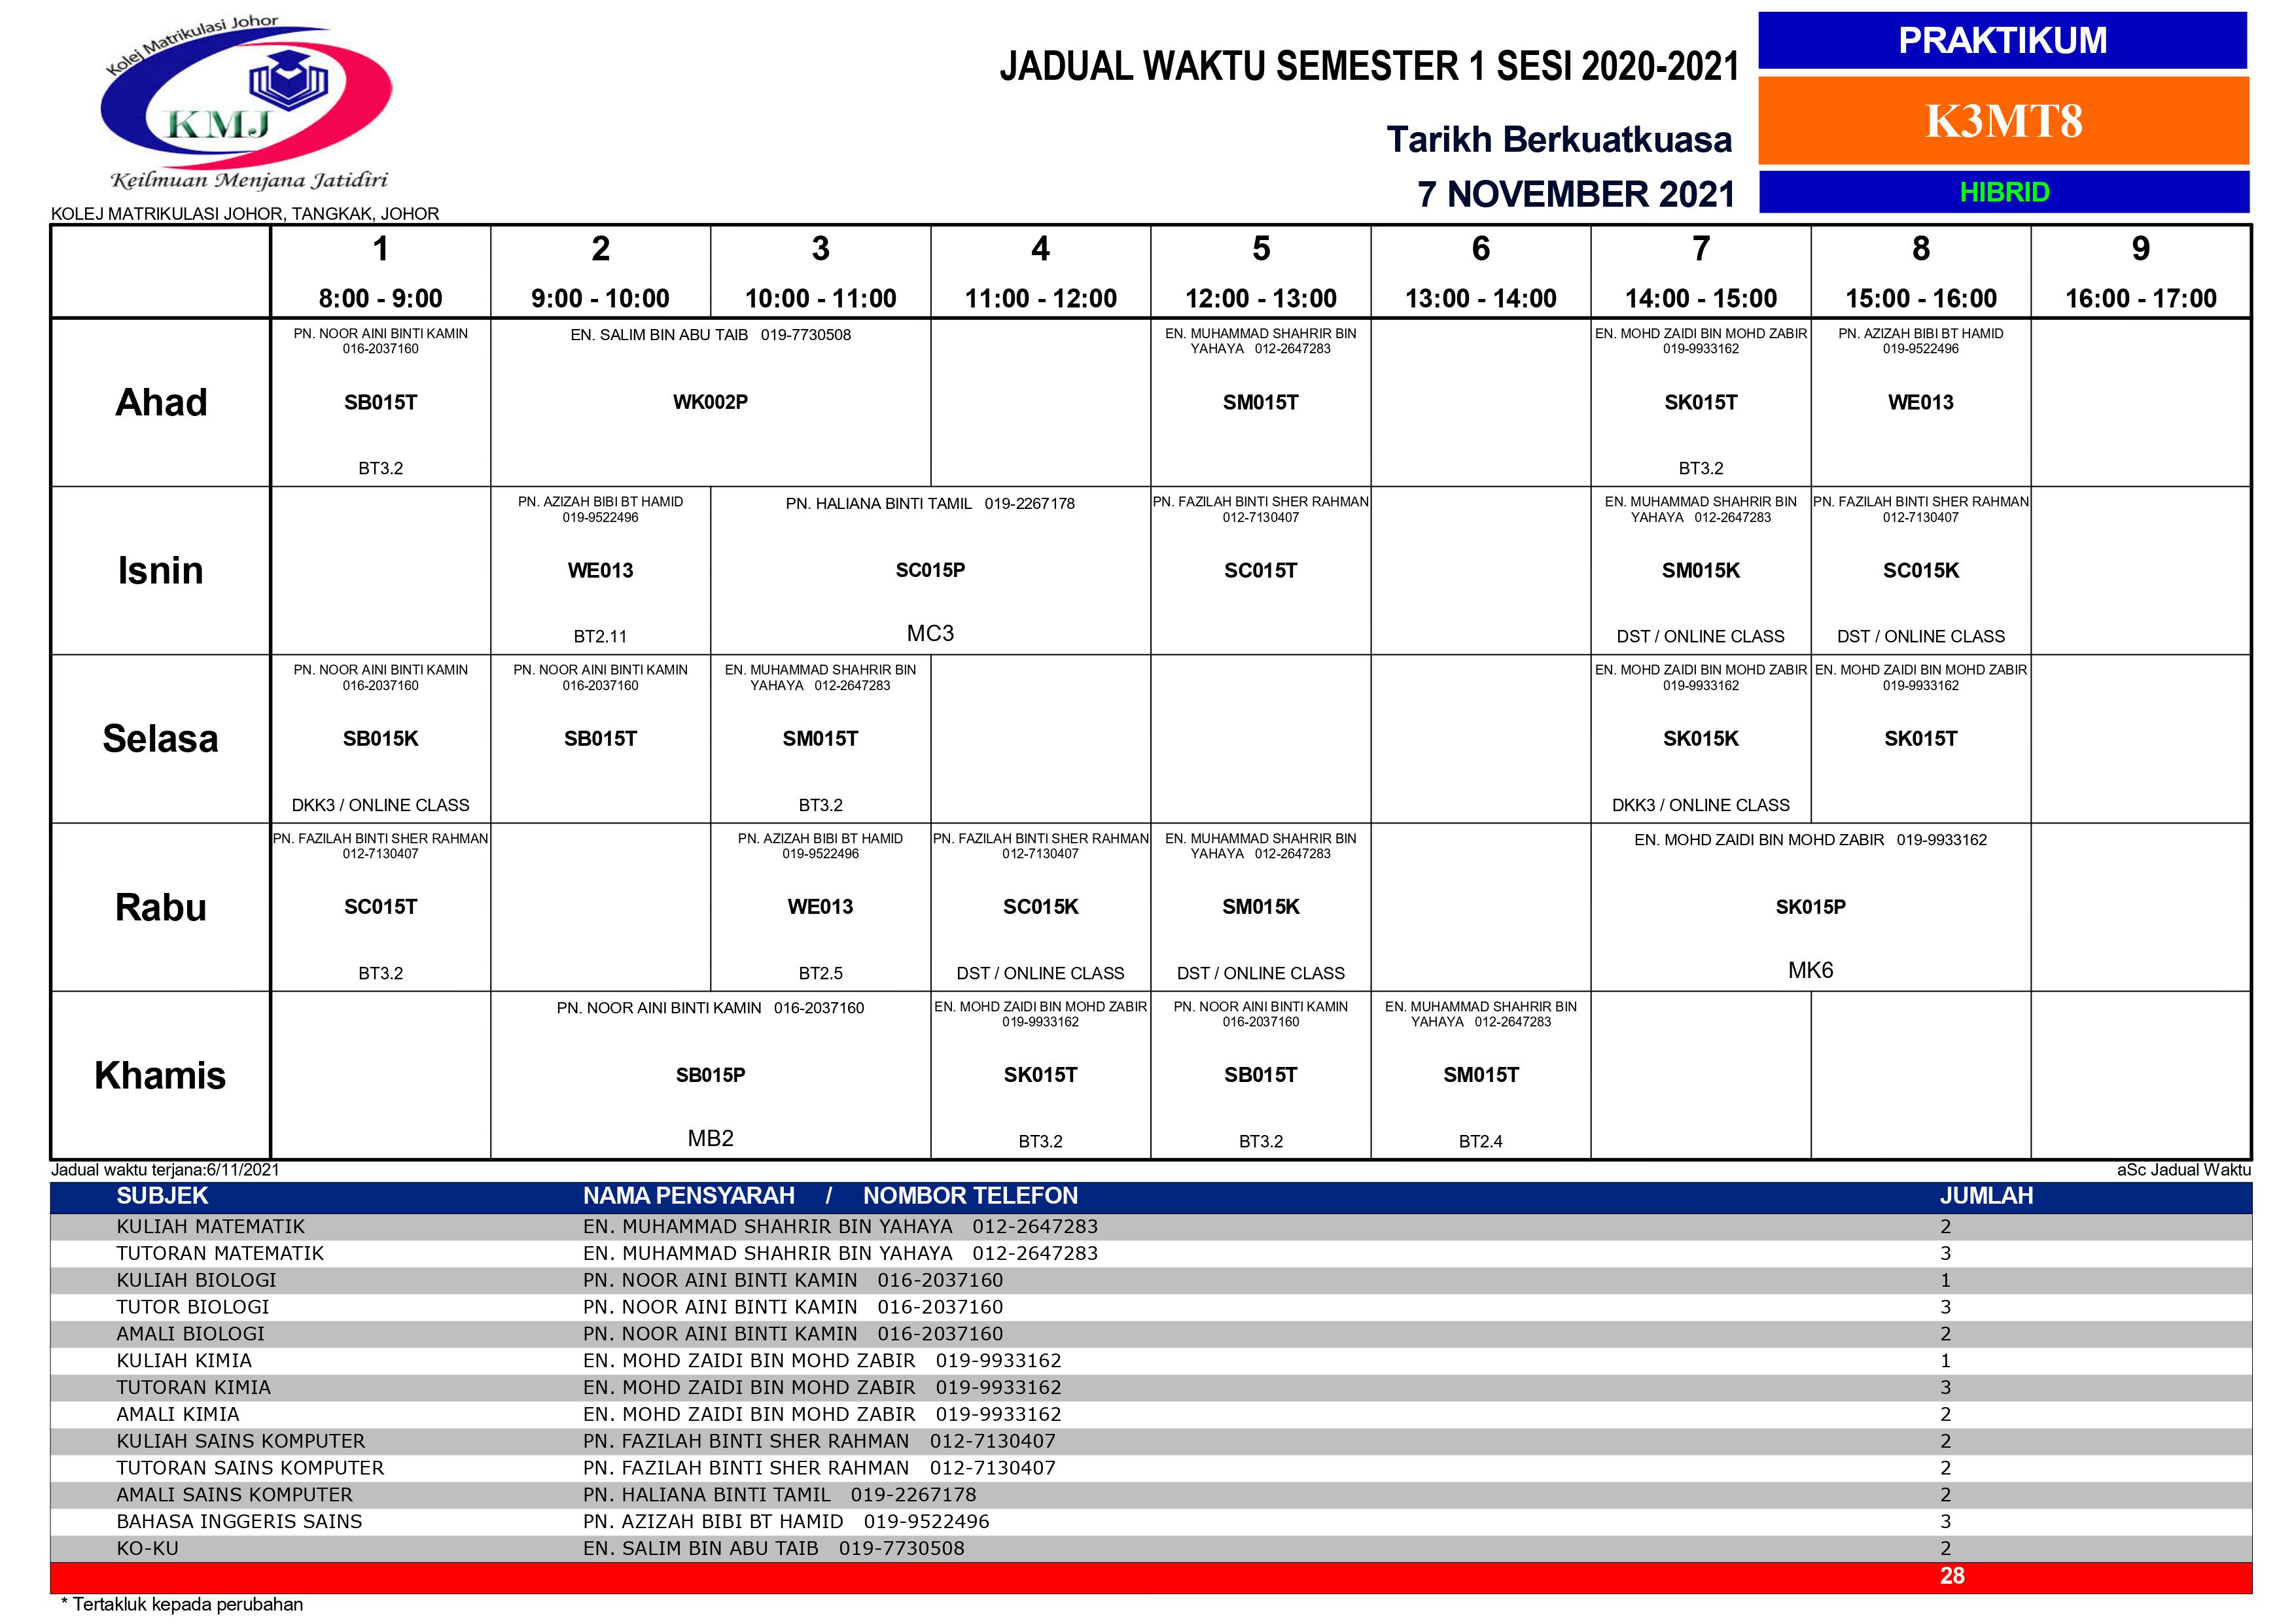 Kolej Matrikulasi Johor
KMJ
Keilmuan Menjana Jatidiri
KOLEJ MATRIKULASI JOHOR, TANGKAK, JOHOR
JADUAL WAKTU SEMESTER 1 SESI 2020-2021
Tarikh Berkuatkuasa
7 NOVEMBER 2021
PRAKTIKUM
K3MT8
HIBRID
1 2 3 4 5 6 7 8 9
8:00 - 9:00 9:00 - 10:00 10:00 - 11:00 11:00 - 12:00 12:00 - 13:00 13:00 - 14:00 14:00 - 15:00 15:00 - 16:00 16:00 - 17:00
Ahad
PN. NOOR AINI BINTI KAMIN
016-2037160
SB015T
BT3.2
EN. SALIM BIN ABU TAIB 019-7730508
WK002P
EN. MUHAMMAD SHAHRIR BIN
YAHAYA 012-2647283
SM015T
EN. MOHD ZAIDI BIN MOHD ZABIR
019-9933162
SK015T
BT3.2
PN. AZIZAH BIBI BT HAMID
019-9522496
WE013
Isnin
PN. AZIZAH BIBI BT HAMID
019-9522496
WE013
BT2.11
PN. HALIANA BINTI TAMIL 019-2267178
SC015P
MC3
PN. FAZILAH BINTI SHER RAHMAN
012-7130407
SC015T
EN. MUHAMMAD SHAHRIR BIN
YAHAYA 012-2647283
SM015K
DST / ONLINE CLASS
PN. FAZILAH BINTI SHER RAHMAN
012-7130407
SC015K
DST / ONLINE CLASS
Selasa
PN. NOOR AINI BINTI KAMIN
016-2037160
SB015K
DKK3 / ONLINE CLASS
PN. NOOR AINI BINTI KAMIN
016-2037160
SB015T
EN. MUHAMMAD SHAHRIR BIN
YAHAYA 012-2647283
SM015T
BT3.2
EN. MOHD ZAIDI BIN MOHD ZABIR
019-9933162
SK015K
DKK3 / ONLINE CLASS
EN. MOHD ZAIDI BIN MOHD ZABIR
019-9933162
SK015T
Rabu
PN. FAZILAH BINTI SHER RAHMAN
012-7130407
SC015T
BT3.2
PN. AZIZAH BIBI BT HAMID
019-9522496
WE013
BT2.5
PN. FAZILAH BINTI SHER RAHMAN
012-7130407
SC015K
DST / ONLINE CLASS
EN. MUHAMMAD SHAHRIR BIN
YAHAYA 012-2647283
SM015K
DST / ONLINE CLASS
EN. MOHD ZAIDI BIN MOHD ZABIR 019-9933162
SK015P
MK6
Khamis
PN. NOOR AINI BINTI KAMIN 016-2037160
SB015P
MB2
EN. MOHD ZAIDI BIN MOHD ZABIR
019-9933162
SK015T
BT3.2
PN. NOOR AINI BINTI KAMIN
016-2037160
SB015T
BT3.2
EN. MUHAMMAD SHAHRIR BIN
YAHAYA 012-2647283
SM015T
BT2.4
Jadual waktu terjana:6/11/2021 aSc Jadual Waktu
SUBJEK NAMA PENSYARAH / NOMBOR TELEFON JUMLAH
KULIAH MATEMATIK EN. MUHAMMAD SHAHRIR BIN YAHAYA 012-2647283 2
TUTORAN MATEMATIK EN. MUHAMMAD SHAHRIR BIN YAHAYA 012-2647283 3
KULIAH BIOLOGI PN. NOOR AINI BINTI KAMIN 016-2037160 1
TUTOR BIOLOGI PN. NOOR AINI BINTI KAMIN 016-2037160 3
AMALI BIOLOGI PN. NOOR AINI BINTI KAMIN 016-2037160 2
KULIAH KIMIA EN. MOHD ZAIDI BIN MOHD ZABIR 019-9933162 1
TUTORAN KIMIA EN. MOHD ZAIDI BIN MOHD ZABIR 019-9933162 3
AMALI KIMIA EN. MOHD ZAIDI BIN MOHD ZABIR 019-9933162 2
KULIAH SAINS KOMPUTER PN. FAZILAH BINTI SHER RAHMAN 012-7130407 2
TUTORAN SAINS KOMPUTER PN. FAZILAH BINTI SHER RAHMAN 012-7130407 2
AMALI SAINS KOMPUTER PN. HALIANA BINTI TAMIL 019-2267178 2
BAHASA INGGERIS SAINS PN. AZIZAH BIBI BT HAMID 019-9522496 3
KO-KU EN. SALIM BIN ABU TAIB 019-7730508 2
28
* Tertakluk kepada perubahan